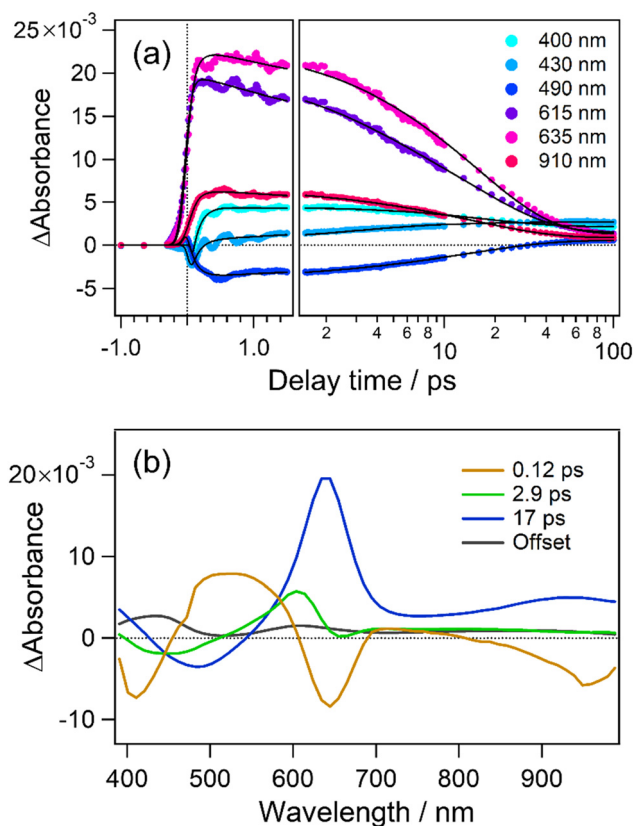 (a)
25×10⁻³
20
15
10
5
0
-5
ΔAbsorbance
400 nm
430 nm
490 nm
615 nm
635 nm
910 nm
-1.0
1.0
2
4
6
8
10
2
4
6
8
100
Delay time / ps
(b)
20×10⁻³
10
0
-10
ΔAbsorbance
0.12 ps
2.9 ps
17 ps
Offset
400
500
600
700
800
900
Wavelength / nm